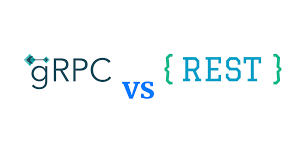 gRPC vs { REST }